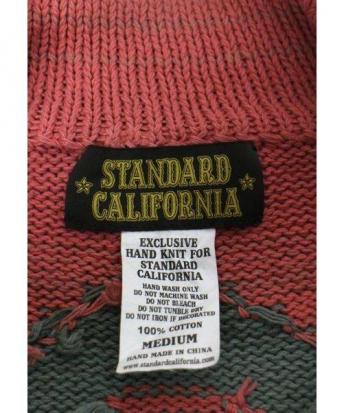 STANDARD
CALIFORNIA
EXCLUSIVE
HAND KNIT FOR
STANDARD
CALIFORNIA
HAND WASH ONLY
DO NOT MACHINE WASH
DO NOT BLEACH
DO NOT TUMBLE DRY
DO NOT IRON IF DECORATED
100% COTTON
MEDIUM
HAND MADE IN CHINA
www.standardcalifornia.com